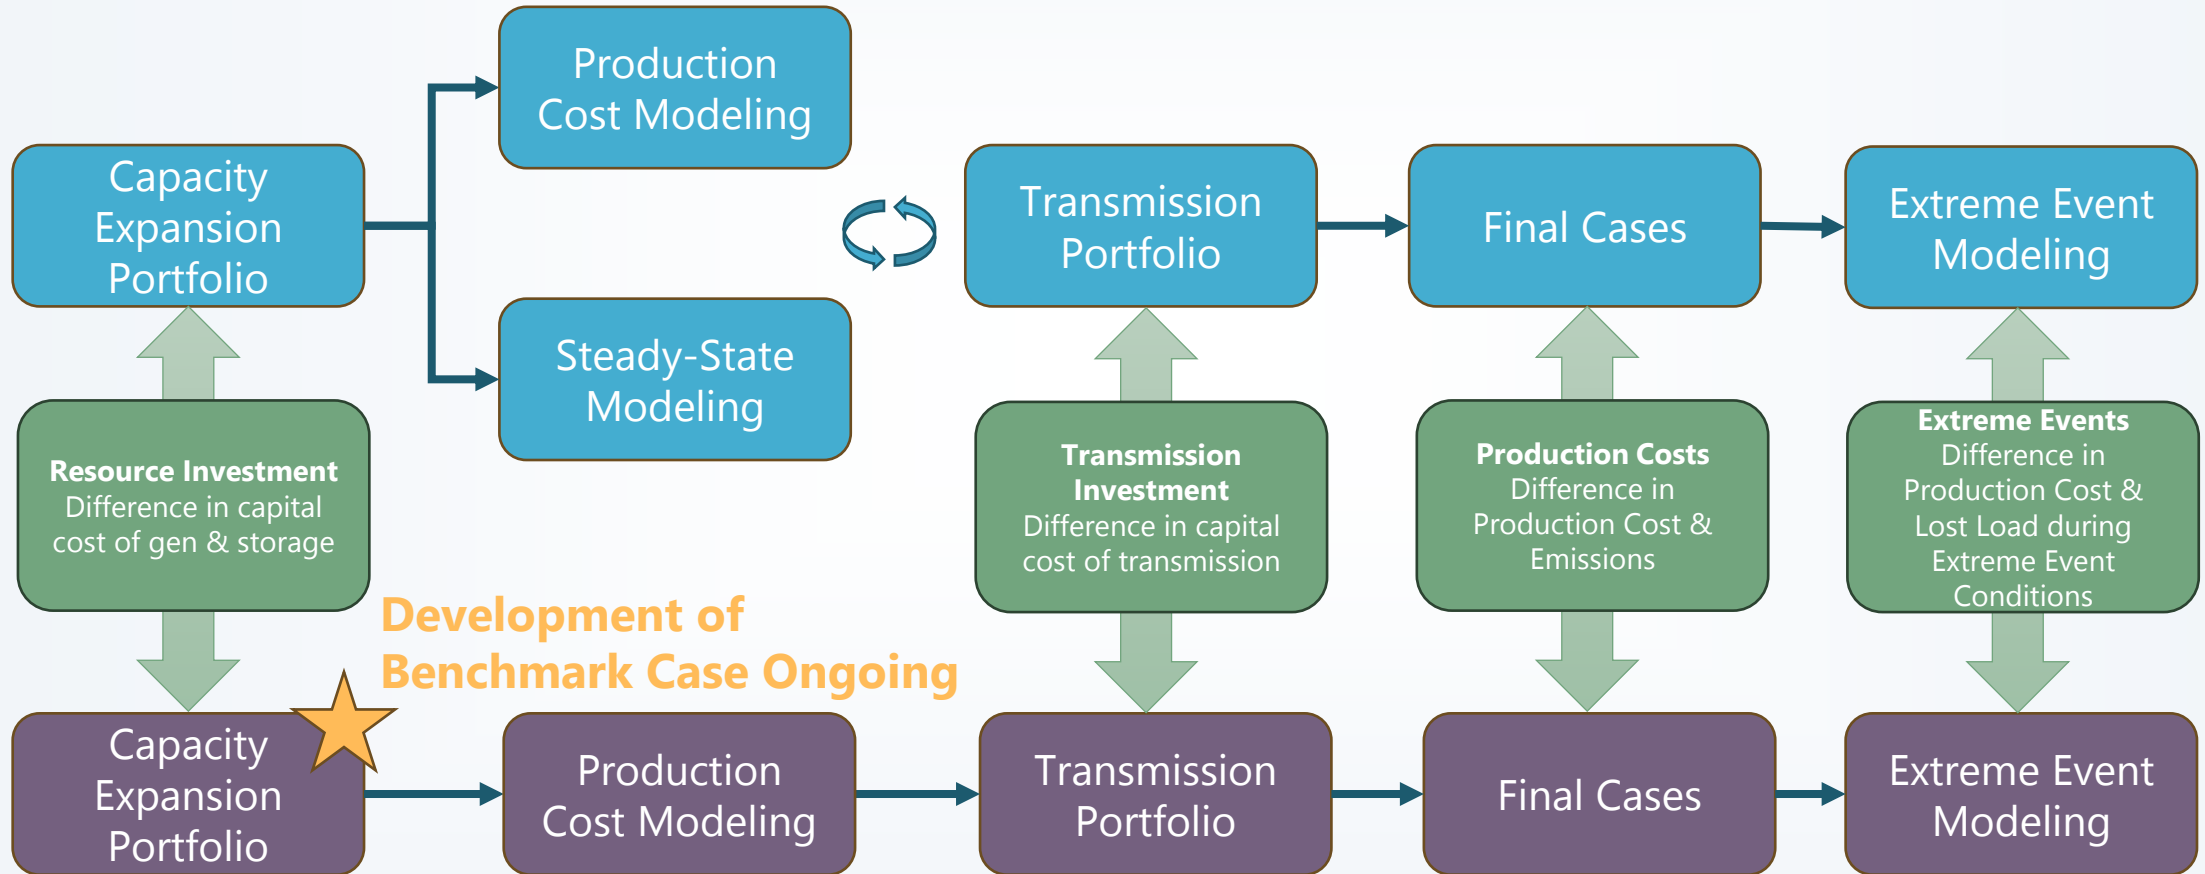 Production
Cost Modeling
Capacity
Expansion
Portfolio
Transmission
Portfolio
Final Cases
Extreme Event
Modeling
Steady-State
Modeling
Resource Investment
Difference in capital
cost of gen & storage
Transmission
Investment
Difference in capital
cost of transmission
Production Costs
Difference in
Production Cost &
Emissions
Extreme Events
Difference in
Production Cost &
Lost Load during
Extreme Event
Conditions
Development of
Benchmark Case Ongoing
Capacity
Expansion
Portfolio
Production
Cost Modeling
Transmission
Portfolio
Final Cases
Extreme Event
Modeling